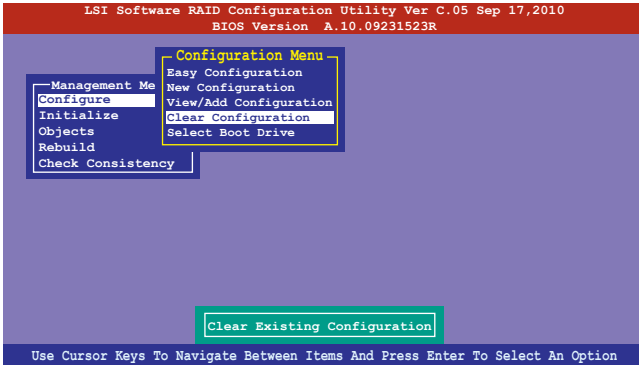 LSI Software RAID Configuration Utility Ver C.05 Sep 17,2010
BIOS Version A.10.09231523R
Configuration Menu
Easy Configuration
New Configuration
View/Add Configuration
Clear Configuration
Select Boot Drive
Management Me
Configure
Initialize
Objects
Rebuild
Check Consistency
Clear Existing Configuration
Use Cursor Keys To Navigate Between Items And Press Enter To Select An Option